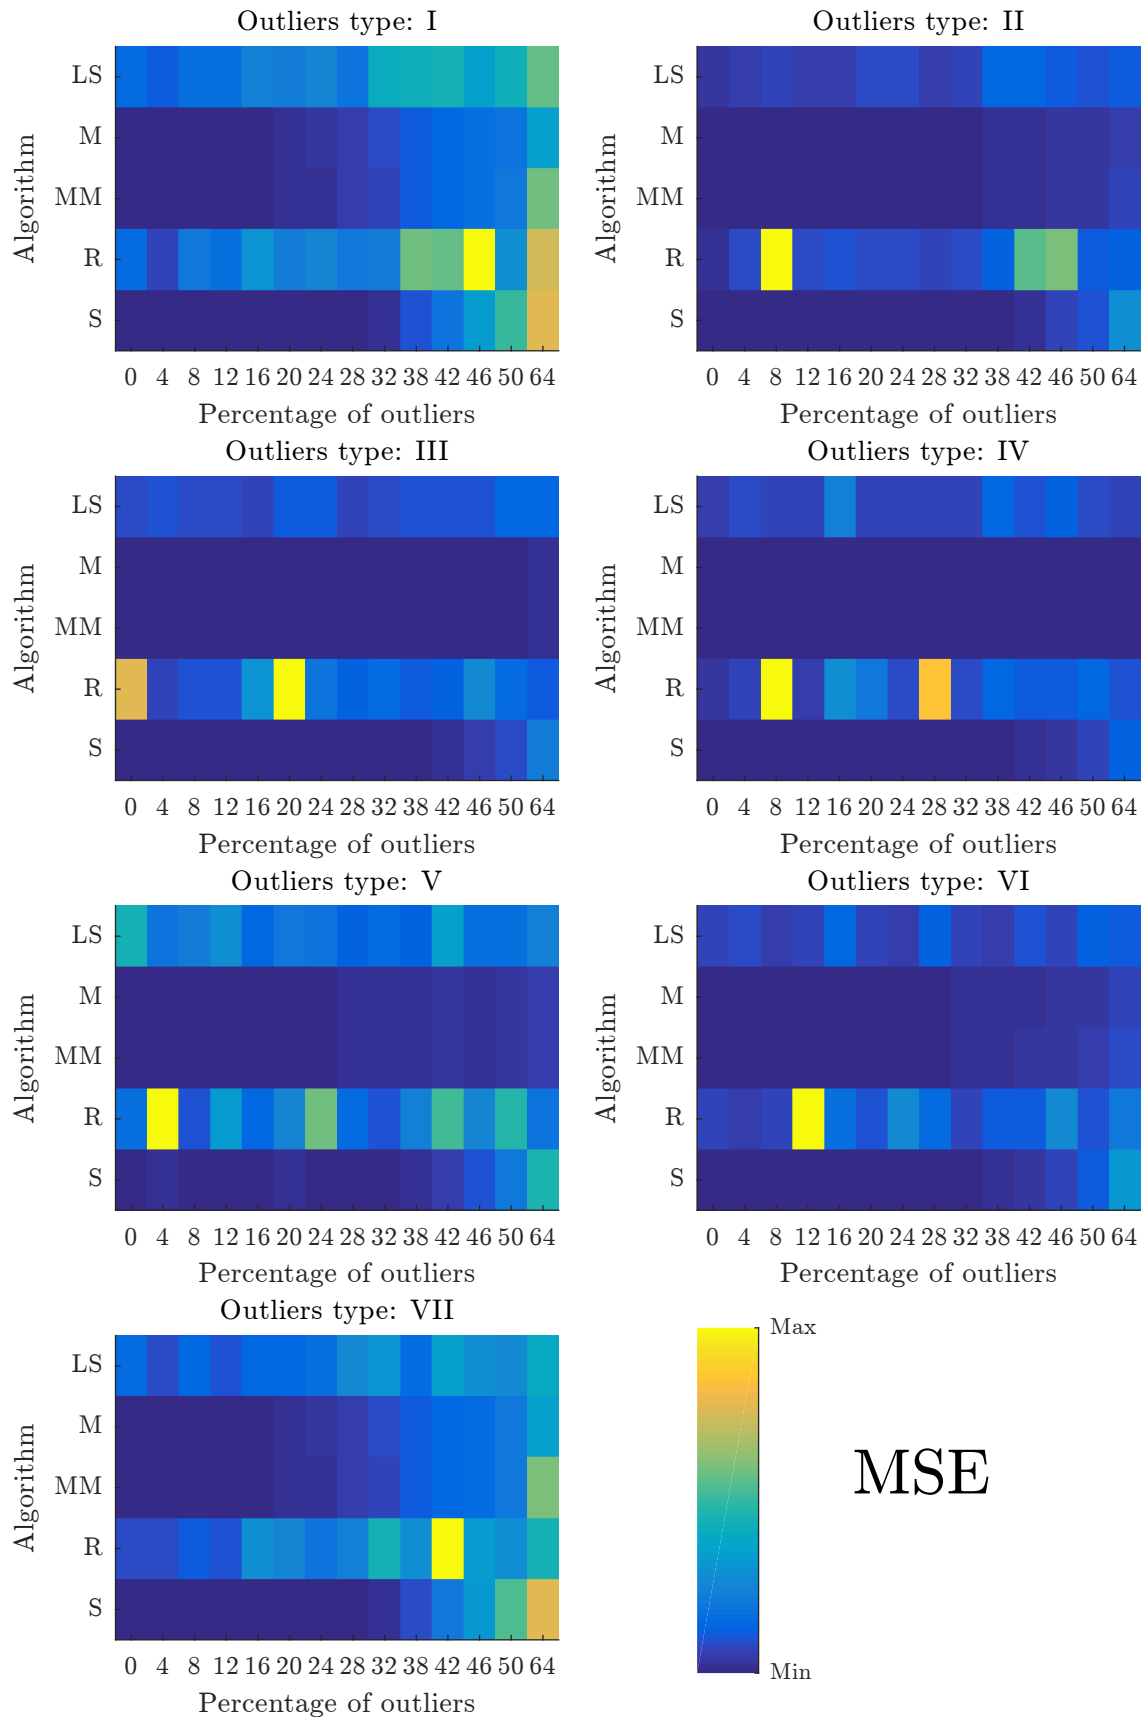 Outliers type: I
Algorithm
LS
M
MM
R
S
0 4 8 12 16 20 24 28 32 38 42 46 50 64
Percentage of outliers
Outliers type: II
Algorithm
LS
M
MM
R
S
0 4 8 12 16 20 24 28 32 38 42 46 50 64
Percentage of outliers
Outliers type: III
Algorithm
LS
M
MM
R
S
0 4 8 12 16 20 24 28 32 38 42 46 50 64
Percentage of outliers
Outliers type: IV
Algorithm
LS
M
MM
R
S
0 4 8 12 16 20 24 28 32 38 42 46 50 64
Percentage of outliers
Outliers type: V
Algorithm
LS
M
MM
R
S
0 4 8 12 16 20 24 28 32 38 42 46 50 64
Percentage of outliers
Outliers type: VI
Algorithm
LS
M
MM
R
S
0 4 8 12 16 20 24 28 32 38 42 46 50 64
Percentage of outliers
Outliers type: VII
Algorithm
LS
M
MM
R
S
0 4 8 12 16 20 24 28 32 38 42 46 50 64
Percentage of outliers
Max
MSE
Min